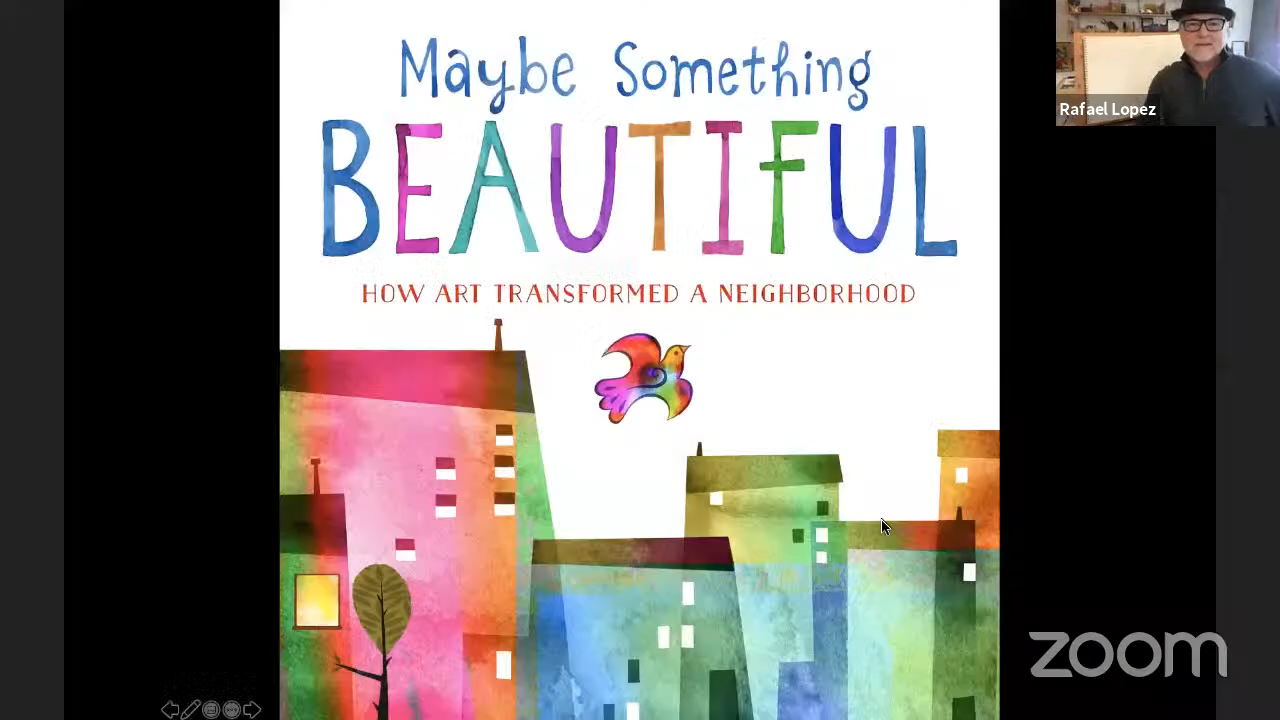 Maybe Something
BEAUTIFUL
HOW ART TRANSFORMED A NEIGHBORHOOD
Rafael Lopez
zoom